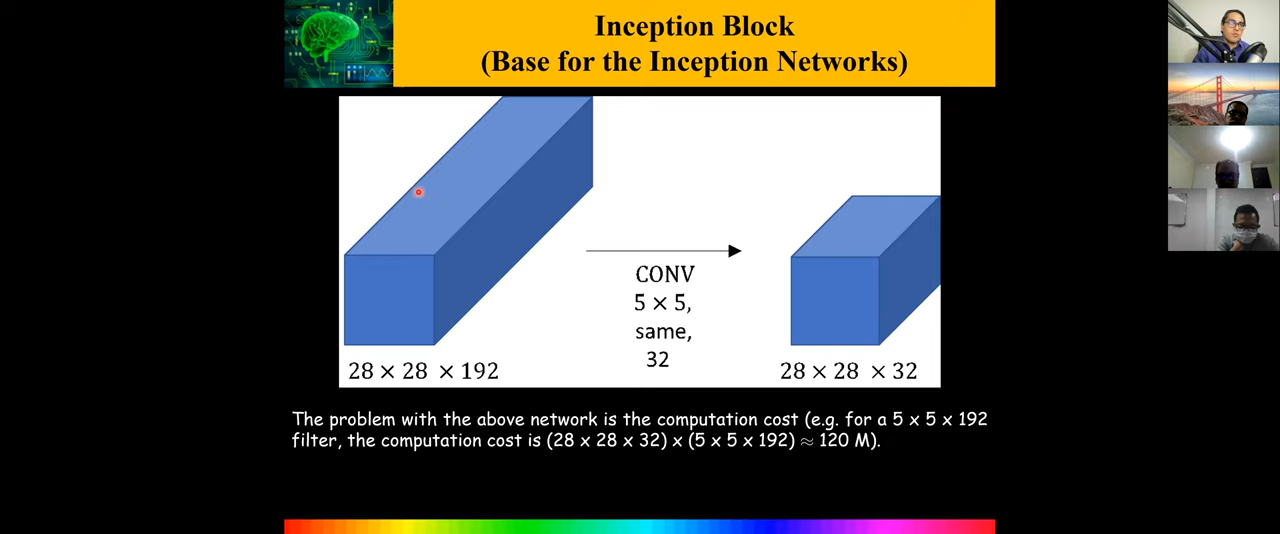 Inception Block
(Base for the Inception Networks)
CONV
5 × 5,
same,
32
28 × 28 × 192
28 × 28 × 32
The problem with the above network is the computation cost (e.g. for a 5 x 5 x 192
filter, the computation cost is (28 x 28 x 32) x (5 x 5 x 192) ≈ 120 M).